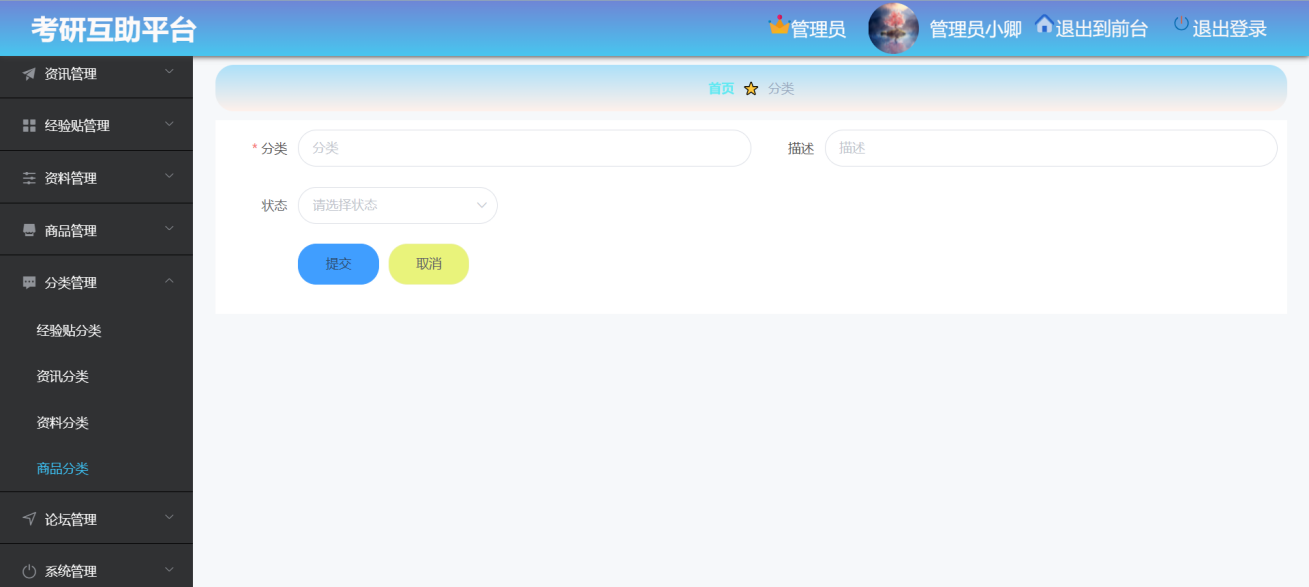 考研互助平台
管理员 管理员小卿 退出到前台 退出登录
资讯管理
经验贴管理
资料管理
商品管理
分类管理
经验贴分类
资讯分类
资料分类
商品分类
论坛管理
系统管理
首页 分类
* 分类 分类 描述 描述
状态 请选择状态
提交 取消